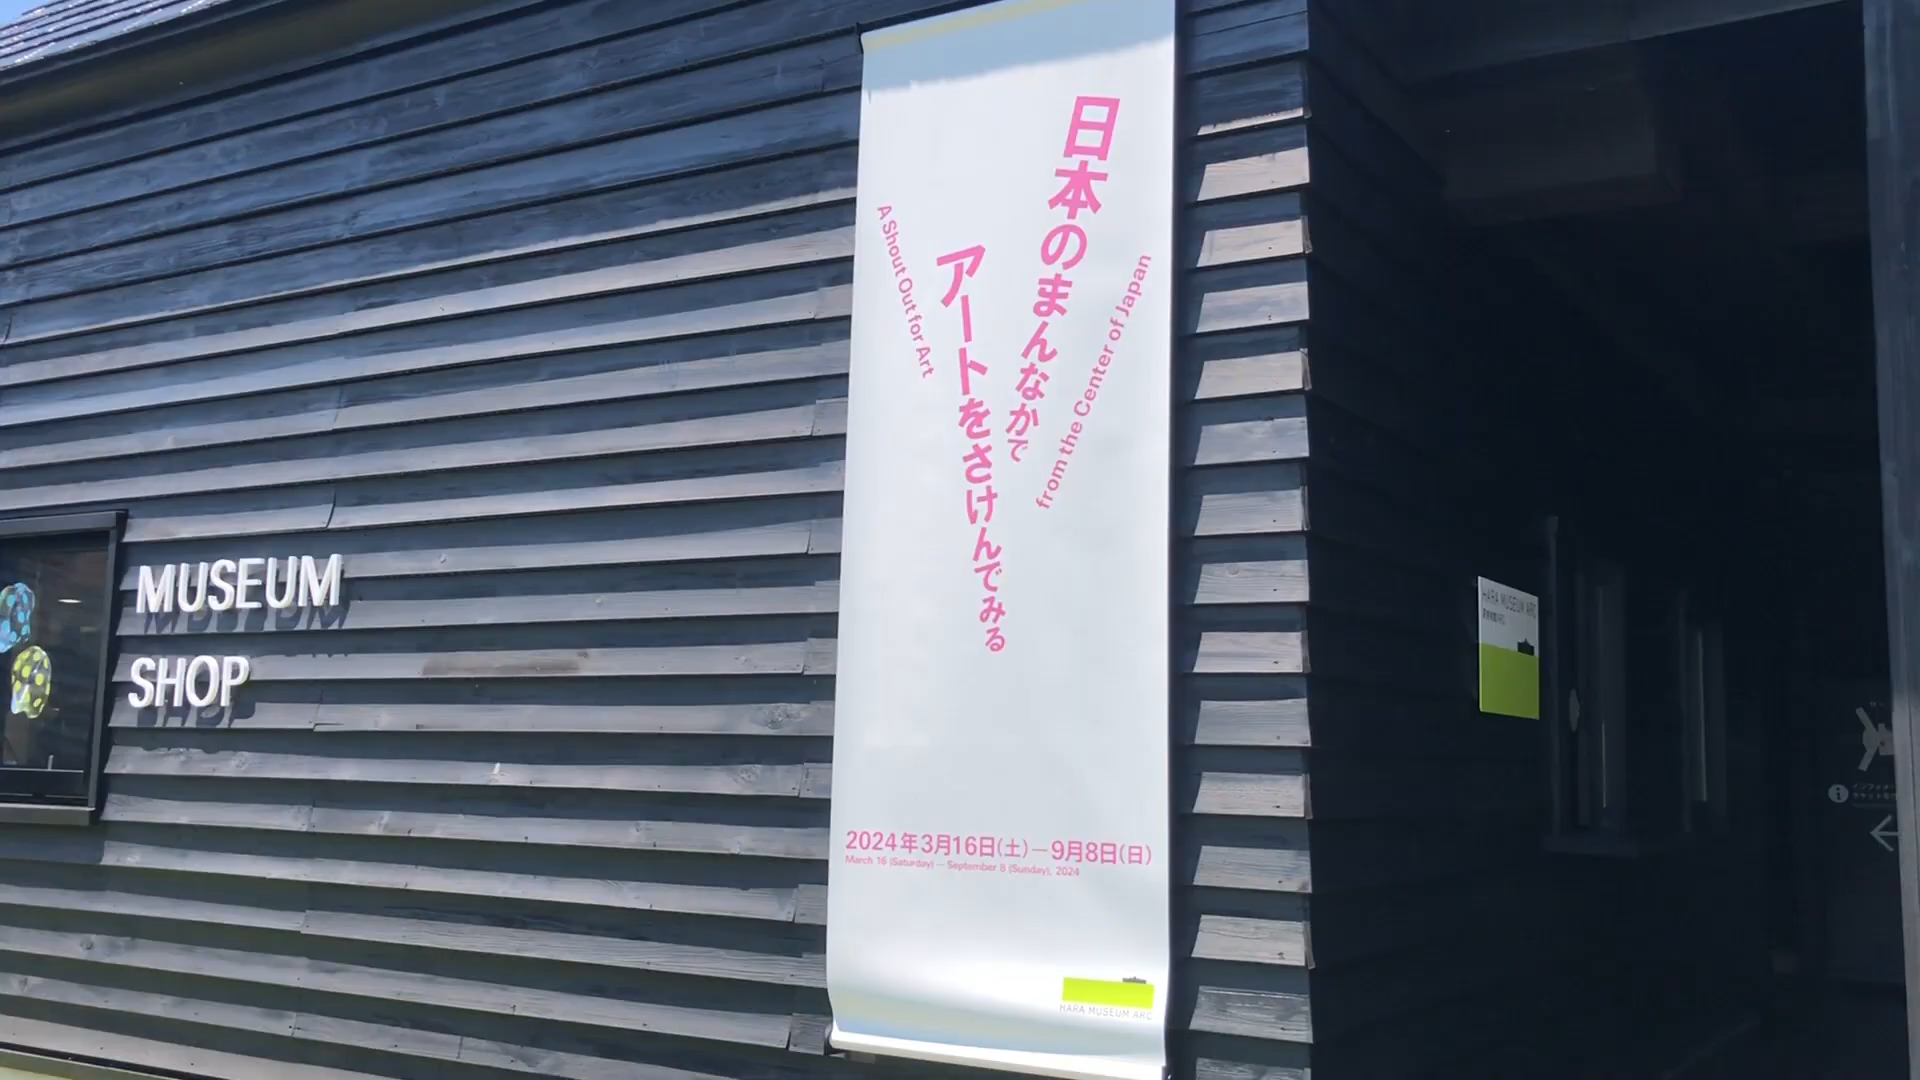 MUSEUM
SHOP
日本のまんなかで
アートをさけんでみる
A Shout Out for Art
from the Center of Japan
2024年3月16日(土)−9月8日(日)
March 16 (Saturday) — September 8 (Sunday), 2024
HARA MUSEUM ARC
HARA MUSEUM ARC